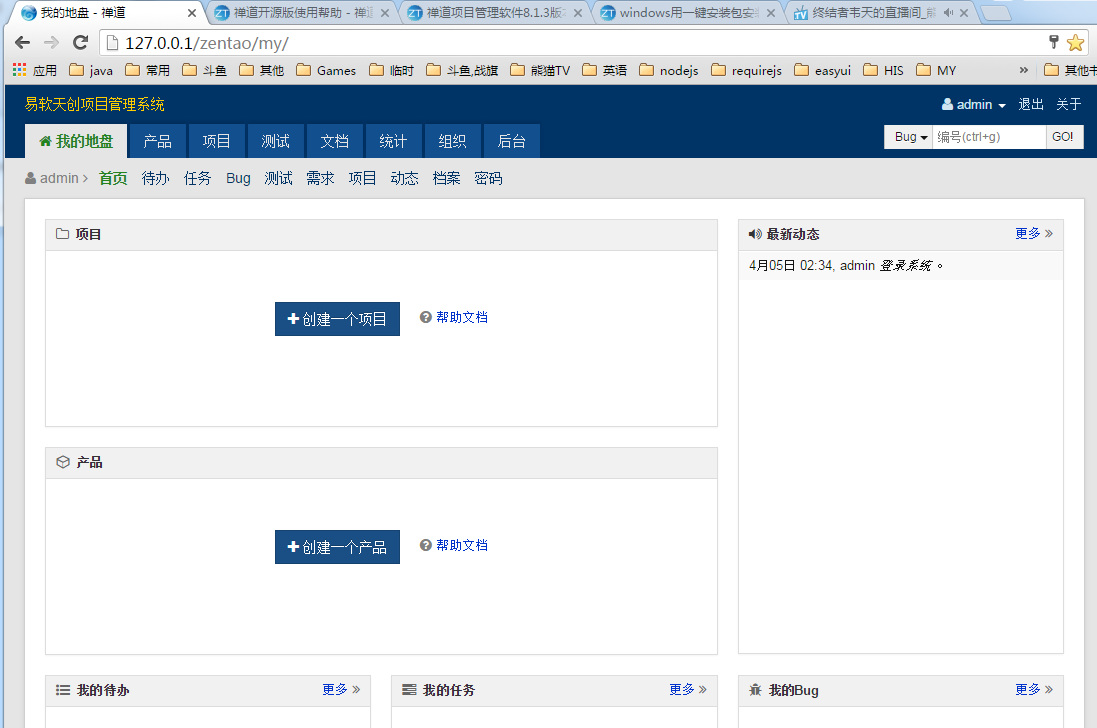 我的地盘 - 禅道
禅道开源版使用帮助 - 禅
禅道项目管理软件8.1.3版
windows用一键安装包安
终结者韦天的直播间_
127.0.0.1/zentao/my/
应用 java 常用 斗鱼 其他 Games 临时 斗鱼,战旗 熊猫TV 英语 nodejs requirejs easyui HIS MY » 其他书
易软天创项目管理系统
admin 退出 关于
我的地盘 产品 项目 测试 文档 统计 组织 后台
Bug 编号(ctrl+g) GO!
admin > 首页 待办 任务 Bug 测试 需求 项目 动态 档案 密码
项目
创建一个项目 帮助文档
最新动态 更多 »
4月05日 02:34, admin 登录系统。
产品
创建一个产品 帮助文档
我的待办 更多 »
我的任务 更多 »
我的Bug 更多 »